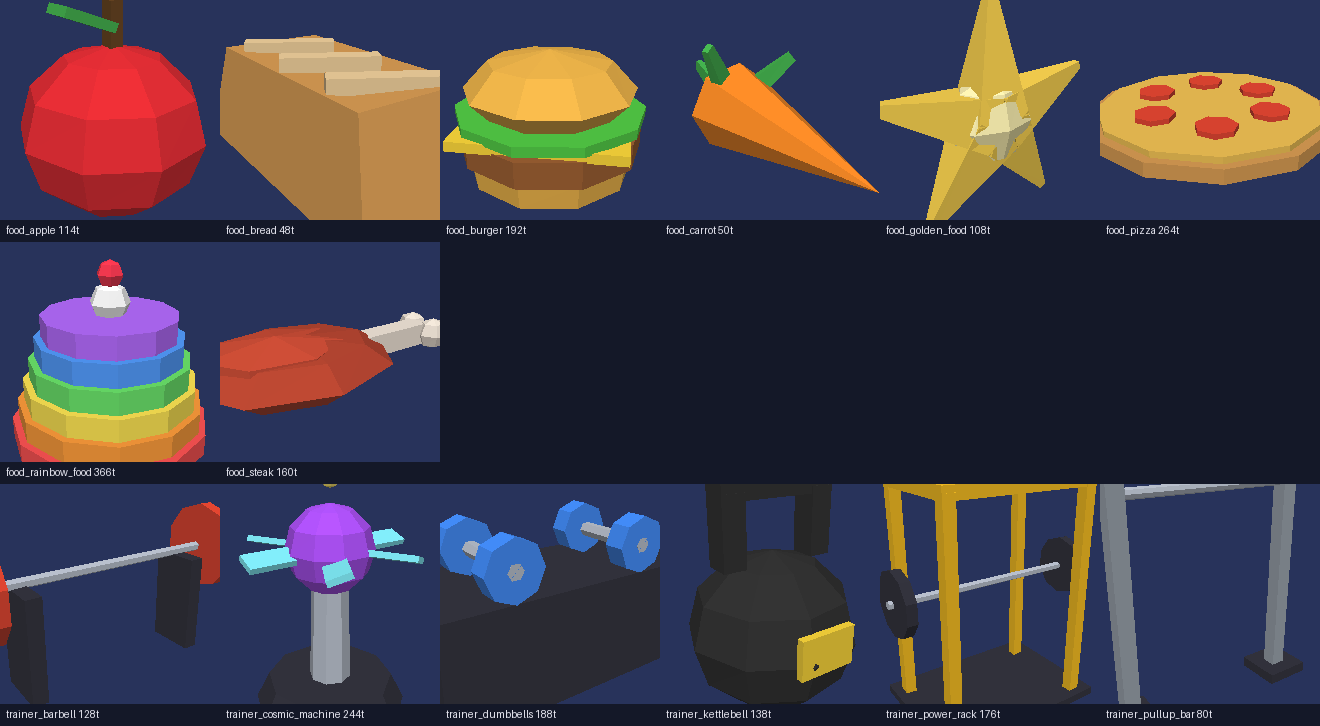 food_apple 114t
food_bread 48t
food_burger 192t
food_carrot 50t
food_golden_food 108t
food_pizza 264t
food_rainbow_food 366t
food_steak 160t
trainer_barbell 128t
trainer_cosmic_machine 244t
trainer_dumbbells 188t
trainer_kettlebell 138t
trainer_power_rack 176t
trainer_pullup_bar 80t